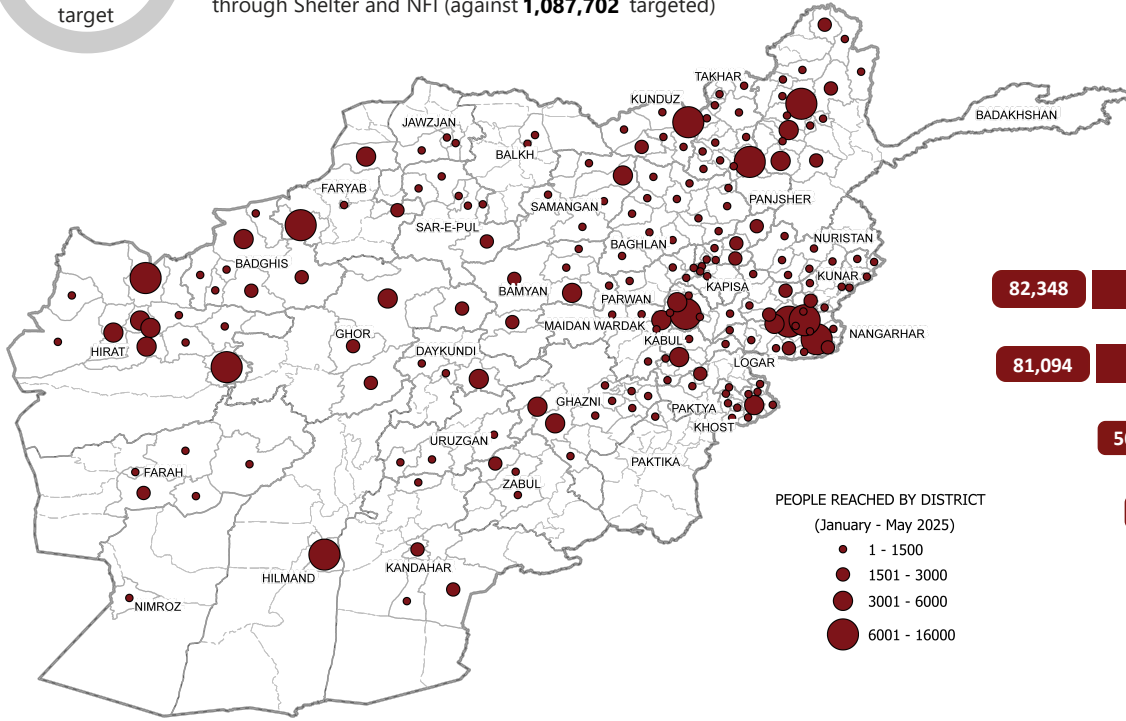 target
through Shelter and NFI (against 1,087,702 targeted)
TAKHAR
KUNDUZ
BADAKHSHAN
JAWZJAN
BALKH
FARYAB
SAMANGAN
PANJSHER
SAR-E-PUL
NURISTAN
BAGHLAN
BADGHIS
KUNAR
KAPISA
BAMYAN
PARWAN
82,348
MAIDAN WARDAK
NANGARHAR
GHOR
KABUL
HIRAT
DAYKUNDI
LOGAR
81,094
GHAZNI
PAKTYA
KHOST
URUZGAN
PAKTIKA
FARAH
ZABUL
PEOPLE REACHED BY DISTRICT
(January - May 2025)
1 - 1500
1501 - 3000
3001 - 6000
6001 - 16000
KANDAHAR
HILMAND
NIMROZ